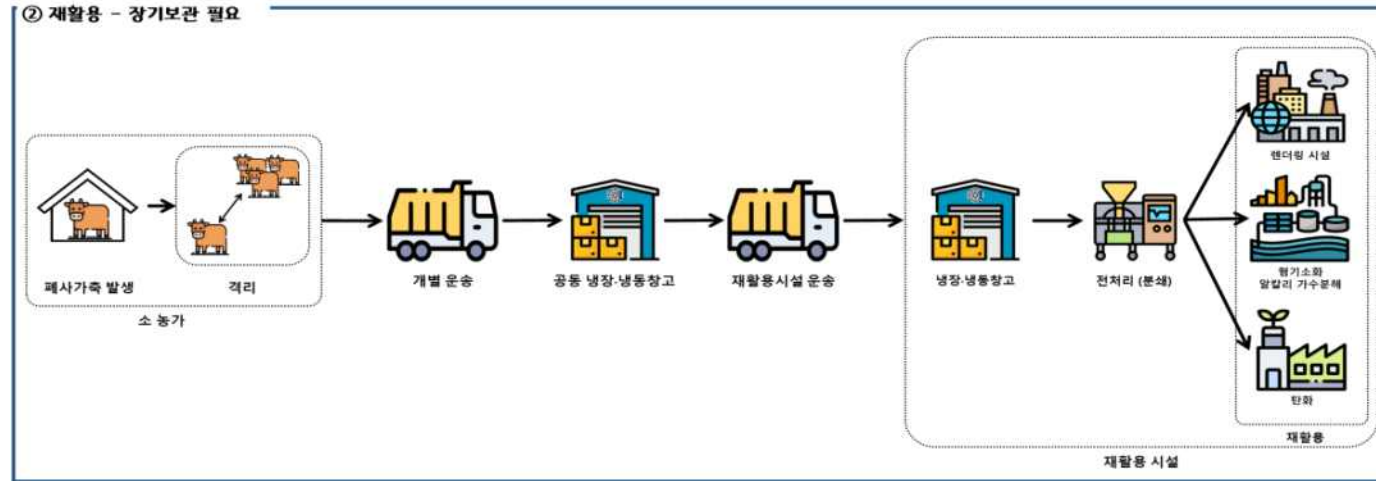 ② 재활용 – 장기보관 필요
폐사가축 발생
격리
소 농가
개별 운송
공동 냉장·냉동창고
재활용시설 운송
냉장·냉동창고
전처리 (분쇄)
렌더링 시설
혐기소화
알칼리 가수분해
탄화
재활용
재활용 시설